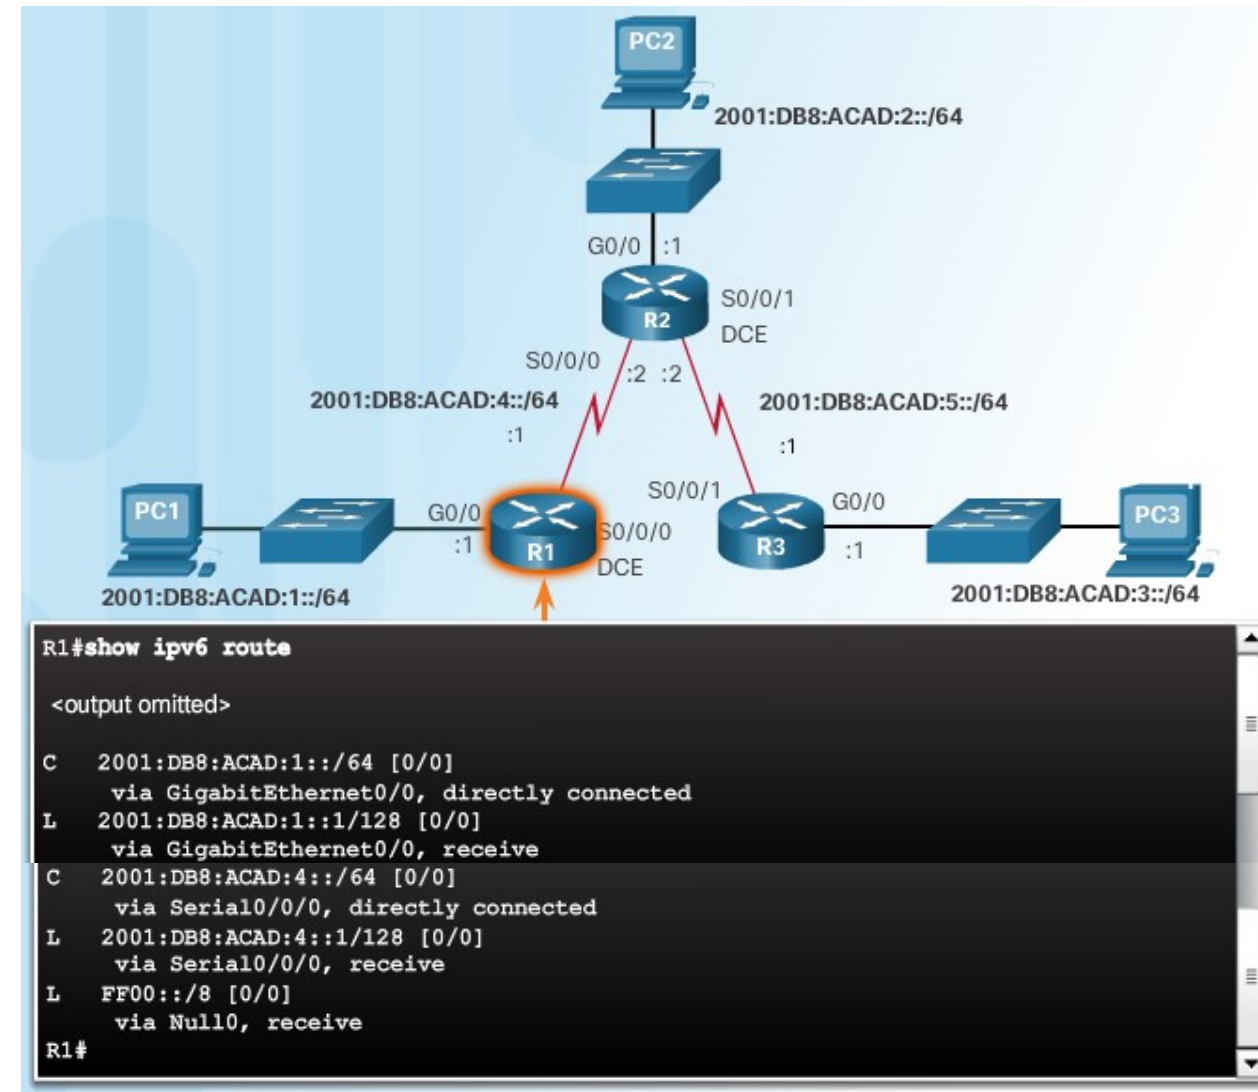 PC2
2001:DB8:ACAD:2::/64
G0/0 :1
S0/0/1
R2
DCE
S0/0/0
:2 :2
2001:DB8:ACAD:4::/64
2001:DB8:ACAD:5::/64
:1
:1
PC1
G0/0
:1
R1
S0/0/0
DCE
S0/0/1
R3
G0/0
:1
PC3
2001:DB8:ACAD:1::/64
2001:DB8:ACAD:3::/64
R1#show ipv6 route
<output omitted>
C 2001:DB8:ACAD:1::/64 [0/0]
via GigabitEthernet0/0, directly connected
L 2001:DB8:ACAD:1::1/128 [0/0]
via GigabitEthernet0/0, receive
C 2001:DB8:ACAD:4::/64 [0/0]
via Serial0/0/0, directly connected
L 2001:DB8:ACAD:4::1/128 [0/0]
via Serial0/0/0, receive
L FF00::/8 [0/0]
via Null0, receive
R1#